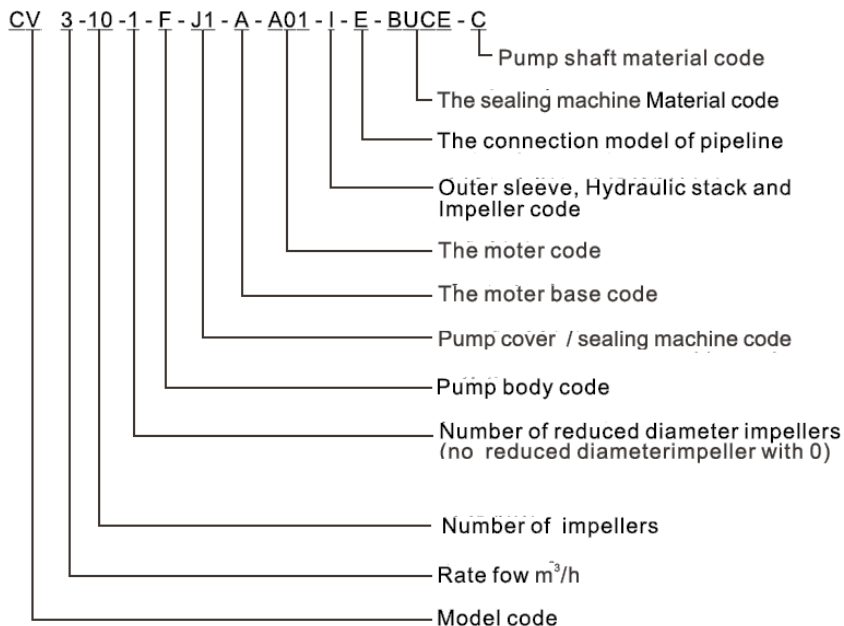 CV 3-10-1-F-J1-A-A01-I-E-BUCE-C
Pump shaft material code
The sealing machine Material code
The connection model of pipeline
Outer sleeve, Hydraulic stack and
Impeller code
The moter code
The moter base code
Pump cover / sealing machine code
Pump body code
Number of reduced diameter impellers
(no reduced diameterimpeller with 0)
Number of impellers
Rate fow m³/h
Model code